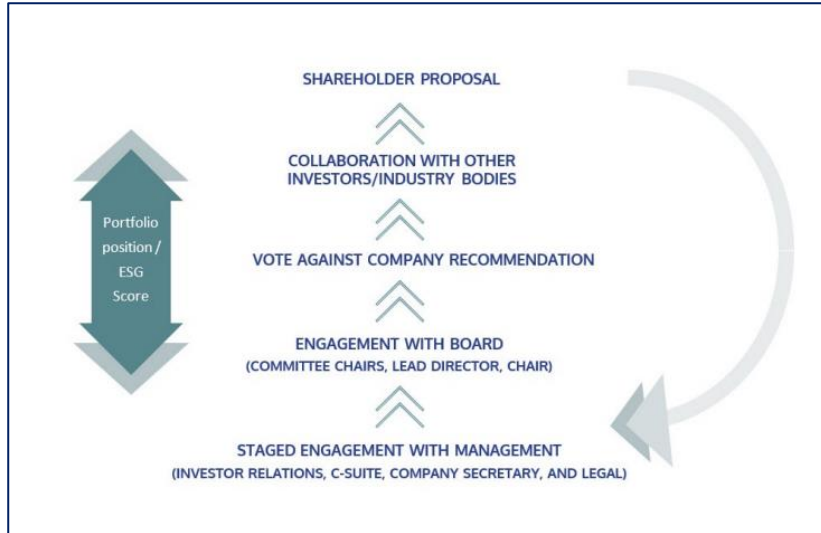 SHAREHOLDER PROPOSAL
COLLABORATION WITH OTHER
INVESTORS/INDUSTRY BODIES
Portfolio
position /
ESG
Score
VOTE AGAINST COMPANY RECOMMENDATION
ENGAGEMENT WITH BOARD
(COMMITTEE CHAIRS, LEAD DIRECTOR, CHAIR)
STAGED ENGAGEMENT WITH MANAGEMENT
(INVESTOR RELATIONS, C-SUITE, COMPANY SECRETARY, AND LEGAL)